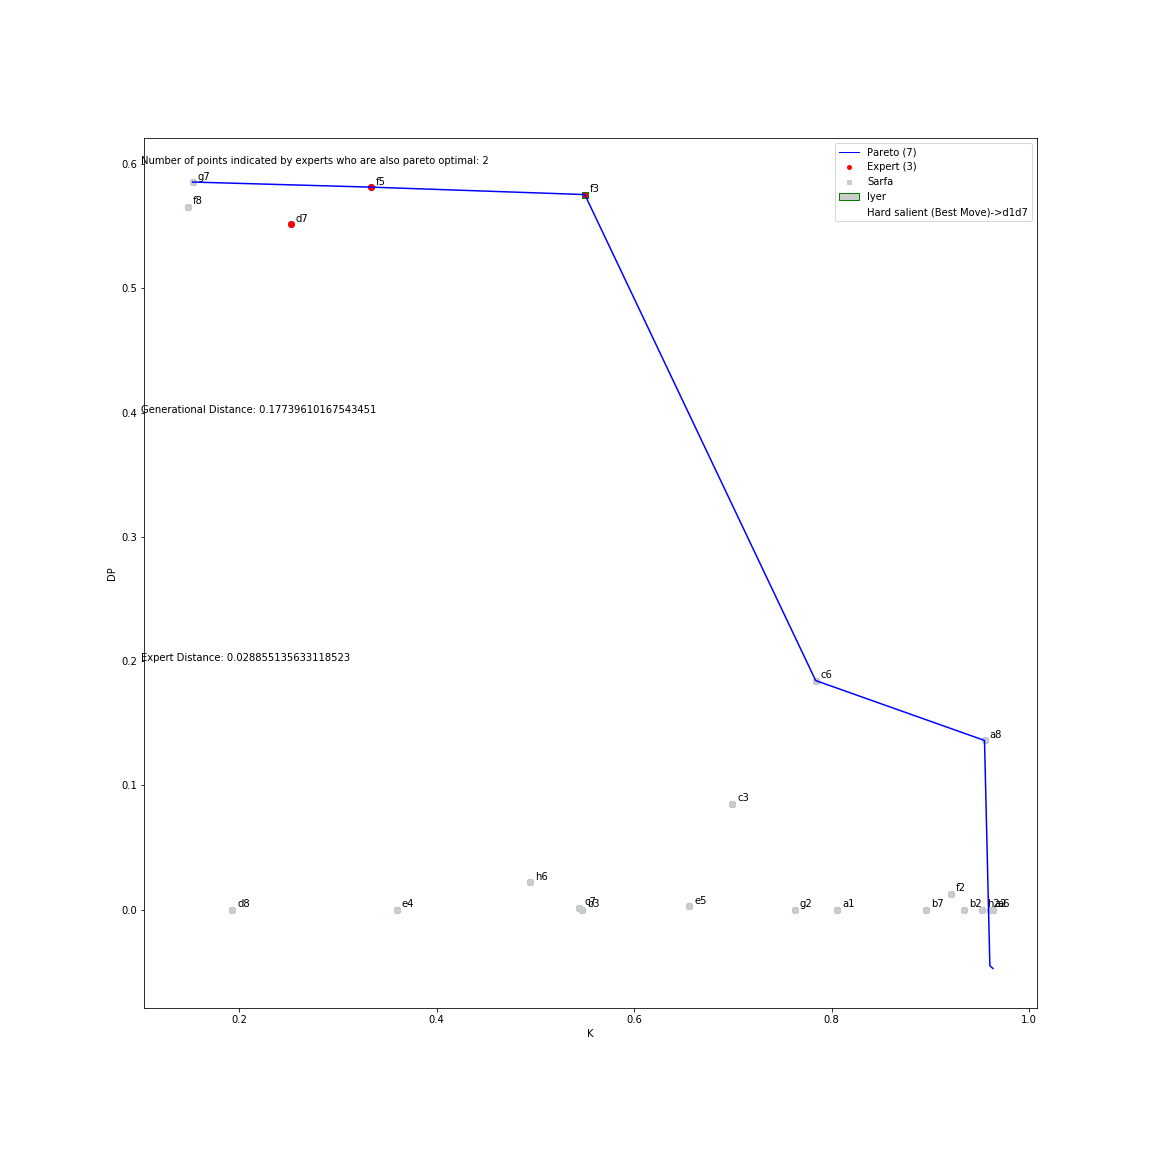 Number of points indicated by experts who are also pareto optimal: 2
Pareto (7)
Expert (3)
Sarfa
Iyer
Hard salient (Best Move)->d1d7
0.6
g7
f5
f3
f8
d7
0.5
Generational Distance: 0.17739610167543451
0.4
0.3
DP
Expert Distance: 0.028855135633118523
0.2
c6
a8
0.1
c3
f2
h6
0.0
d8
e4
b3
e5
g2
a1
b7
b2
0.2
0.4
0.6
0.8
1.0
K